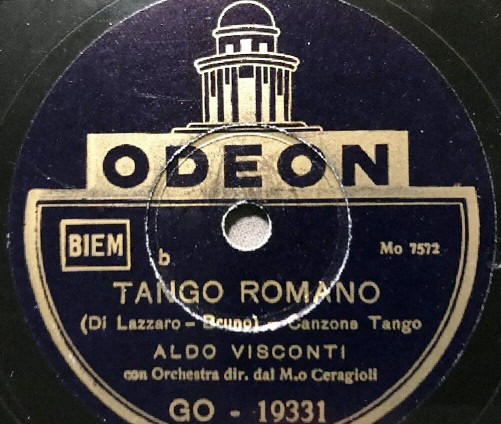 ODEON
BIEM
b
Mo 7572
TANGO ROMANO
(Di Lazzaro - Bruno) - Canzone Tango
ALDO VISCONTI
con Orchestra dir. dal M.o Ceragioli
GO - 19331